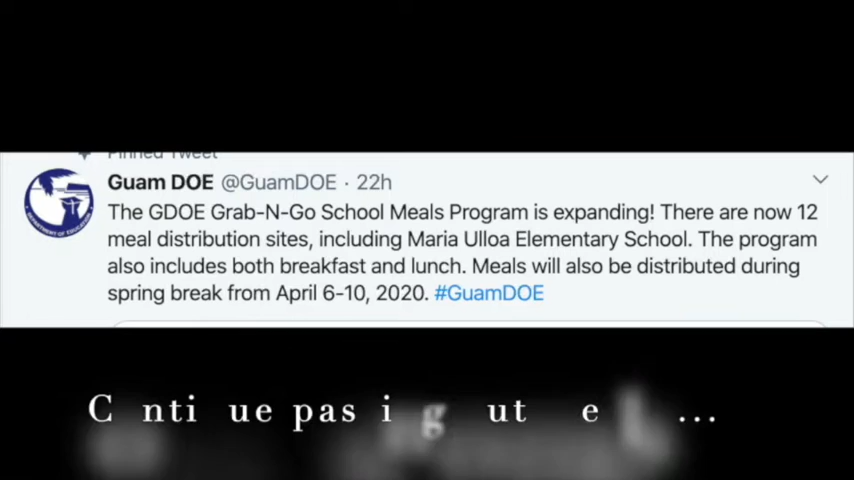 Pinned Tweet
Guam DOE @GuamDOE · 22h
The GDOE Grab-N-Go School Meals Program is expanding! There are now 12
meal distribution sites, including Maria Ulloa Elementary School. The program
also includes both breakfast and lunch. Meals will also be distributed during
spring break from April 6-10, 2020. #GuamDOE